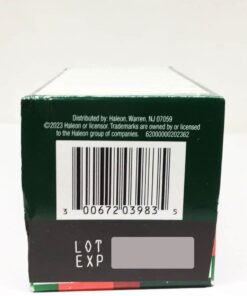 Distributed by: Haleon, Warren, NJ 07059
©2023 Haleon or licensor. Trademarks are owned by or licensed
to the Haleon group of companies. 62000000202362
3 00672 03983 5
LOT
EXP